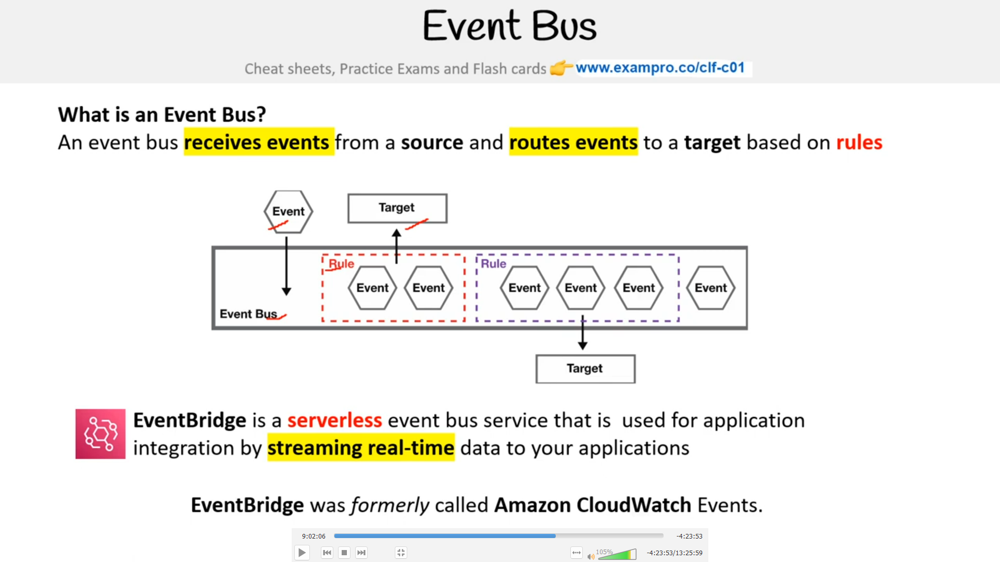 Event Bus
Cheat sheets, Practice Exams and Flash cards 👉 www.exampro.co/clf-c01
What is an Event Bus?
An event bus receives events from a source and routes events to a target based on rules
Event
Target
Rule
Event
Event
Rule
Event
Event
Event
Event
Event Bus
Target
EventBridge is a serverless event bus service that is used for application
integration by streaming real-time data to your applications
EventBridge was formerly called Amazon CloudWatch Events.
9:02:06
-4:23:53
105%
-4:23:53/13:25:59